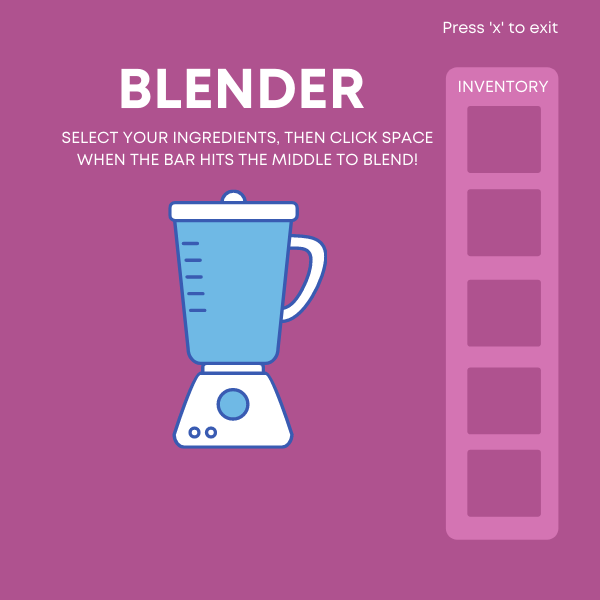 Press 'x' to exit
BLENDER
SELECT YOUR INGREDIENTS, THEN CLICK SPACE
WHEN THE BAR HITS THE MIDDLE TO BLEND!
INVENTORY